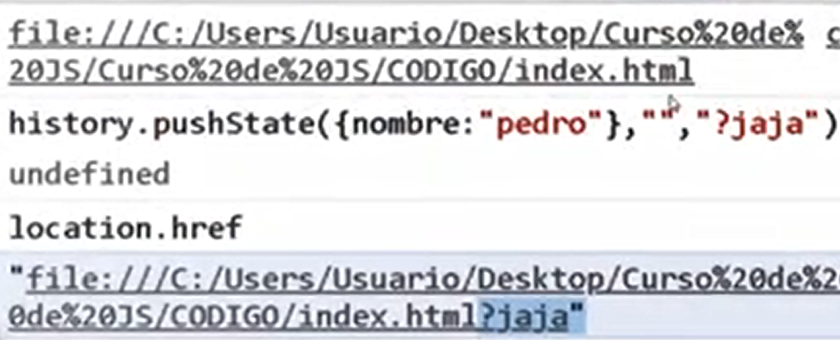 file:///C:/Users/Usuario/Desktop/Curso%20de%
20JS/Curso%20de%20JS/CODIGO/index.html
history.pushState({nombre:"pedro"},"","?jaja")
undefined
location.href
"file:///C:/Users/Usuario/Desktop/Curso%20de%2
0de%20JS/CODIGO/index.html?jaja"